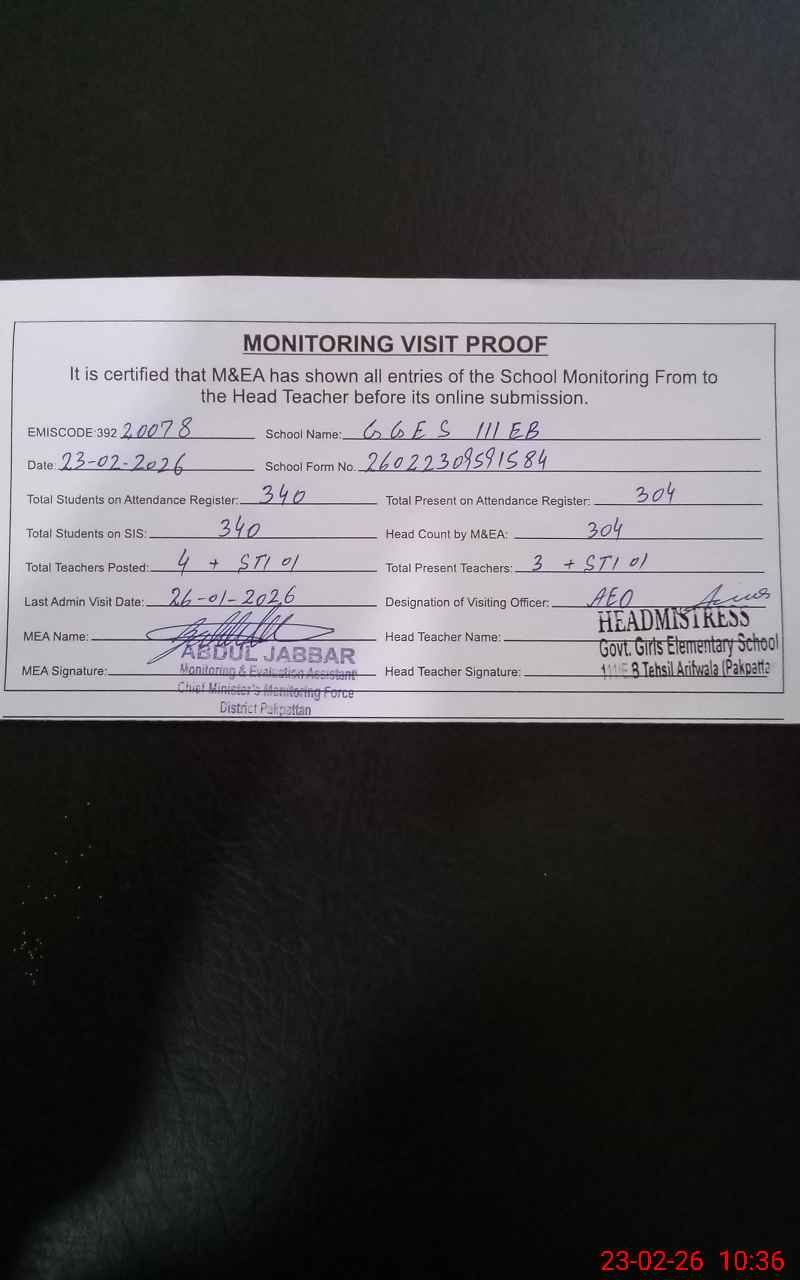 MONITORING VISIT PROOF
It is certified that M&EA has shown all entries of the School Monitoring From to
the Head Teacher before its online submission.
EMISCODE:392 20078 School Name: GGES 111 EB
Date: 23-02-2026 School Form No. 26022309591584
Total Students on Attendance Register: 340 Total Present on Attendance Register: 304
Total Students on SIS: 340 Head Count by M&EA: 304
Total Teachers Posted: 4 + STI 01 Total Present Teachers: 3 + STI 01
Last Admin Visit Date: 26-01-2026 Designation of Visiting Officer: AEO
MEA Name: Head Teacher Name:
MEA Signature: Head Teacher Signature:
ABDUL JABBAR
Monitoring & Evaluation Assistant
Chief Minister's Monitoring Force
District Pakpattan
HEADMISTRESS
Govt. Girls Elementary School
111 E B Tehsil Arifwala (Pakpatta
23-02-26 10:36